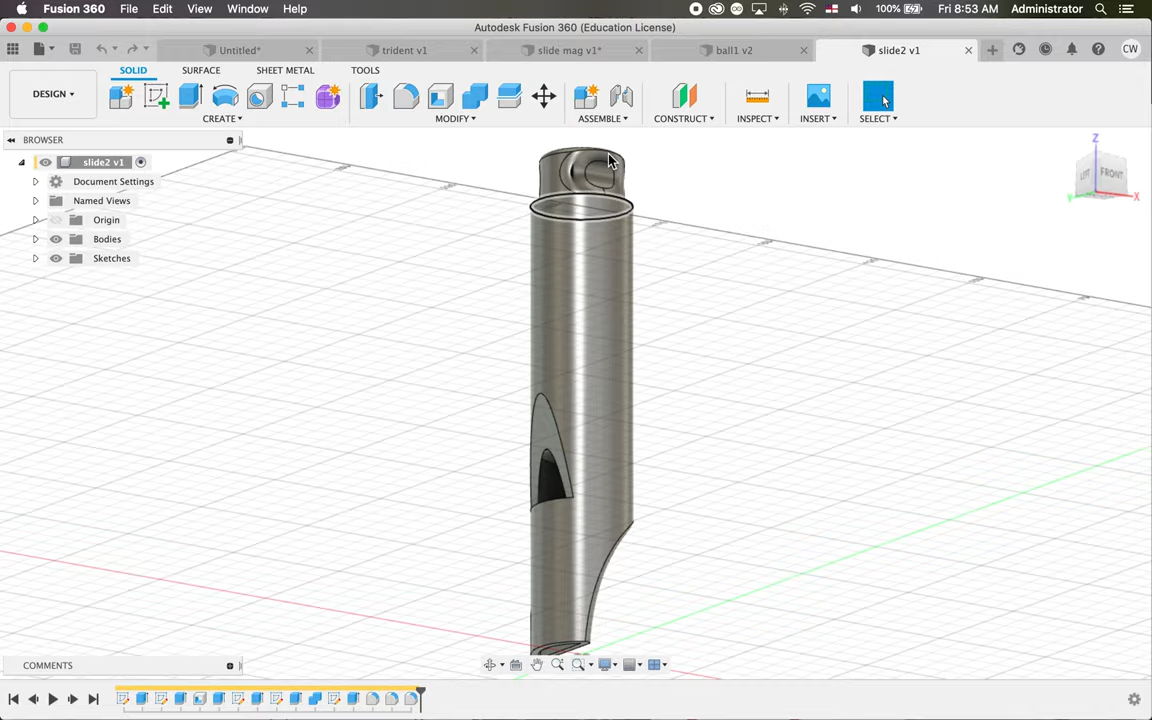 Fusion 360 File Edit View Window Help 100% Fri 8:53 AM Administrator
Autodesk Fusion 360 (Education License)
Untitled* trident v1 slide mag v1* ball1 v2 slide2 v1 CW
SOLID SURFACE SHEET METAL TOOLS
DESIGN
CREATE MODIFY ASSEMBLE CONSTRUCT INSPECT INSERT SELECT
BROWSER
slide2 v1
Document Settings
Named Views
Origin
Bodies
Sketches
Z
LEFT FRONT
Y X
COMMENTS